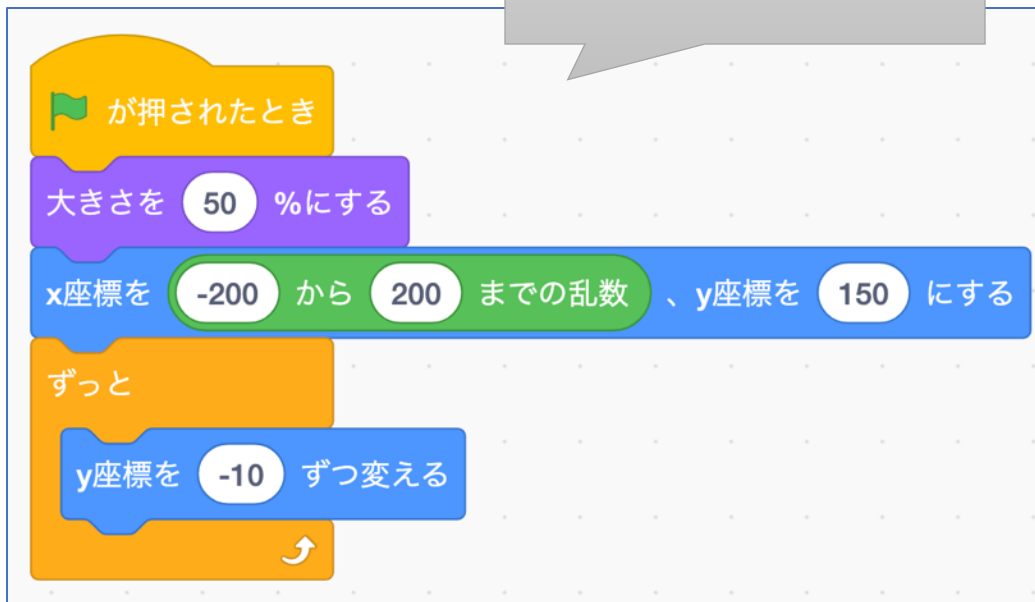 が押されたとき
大きさを 50 %にする
x座標を -200 から 200 までの乱数 、y座標を 150 にする
ずっと
y座標を -10 ずつ変える